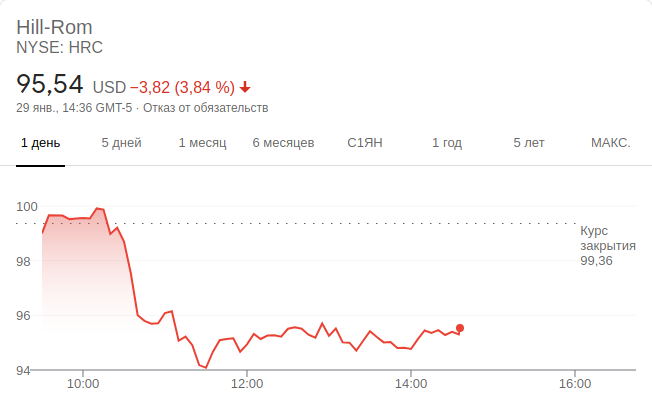 Hill-Rom
NYSE: HRC
95,54 USD −3,82 (3,84 %)
29 янв., 14:36 GMT-5 · Отказ от обязательств
1 день 5 дней 1 месяц 6 месяцев С1ЯН 1 год 5 лет МАКС.
100
Курс
закрытия
99,36
98
96
94
10:00 12:00 14:00 16:00